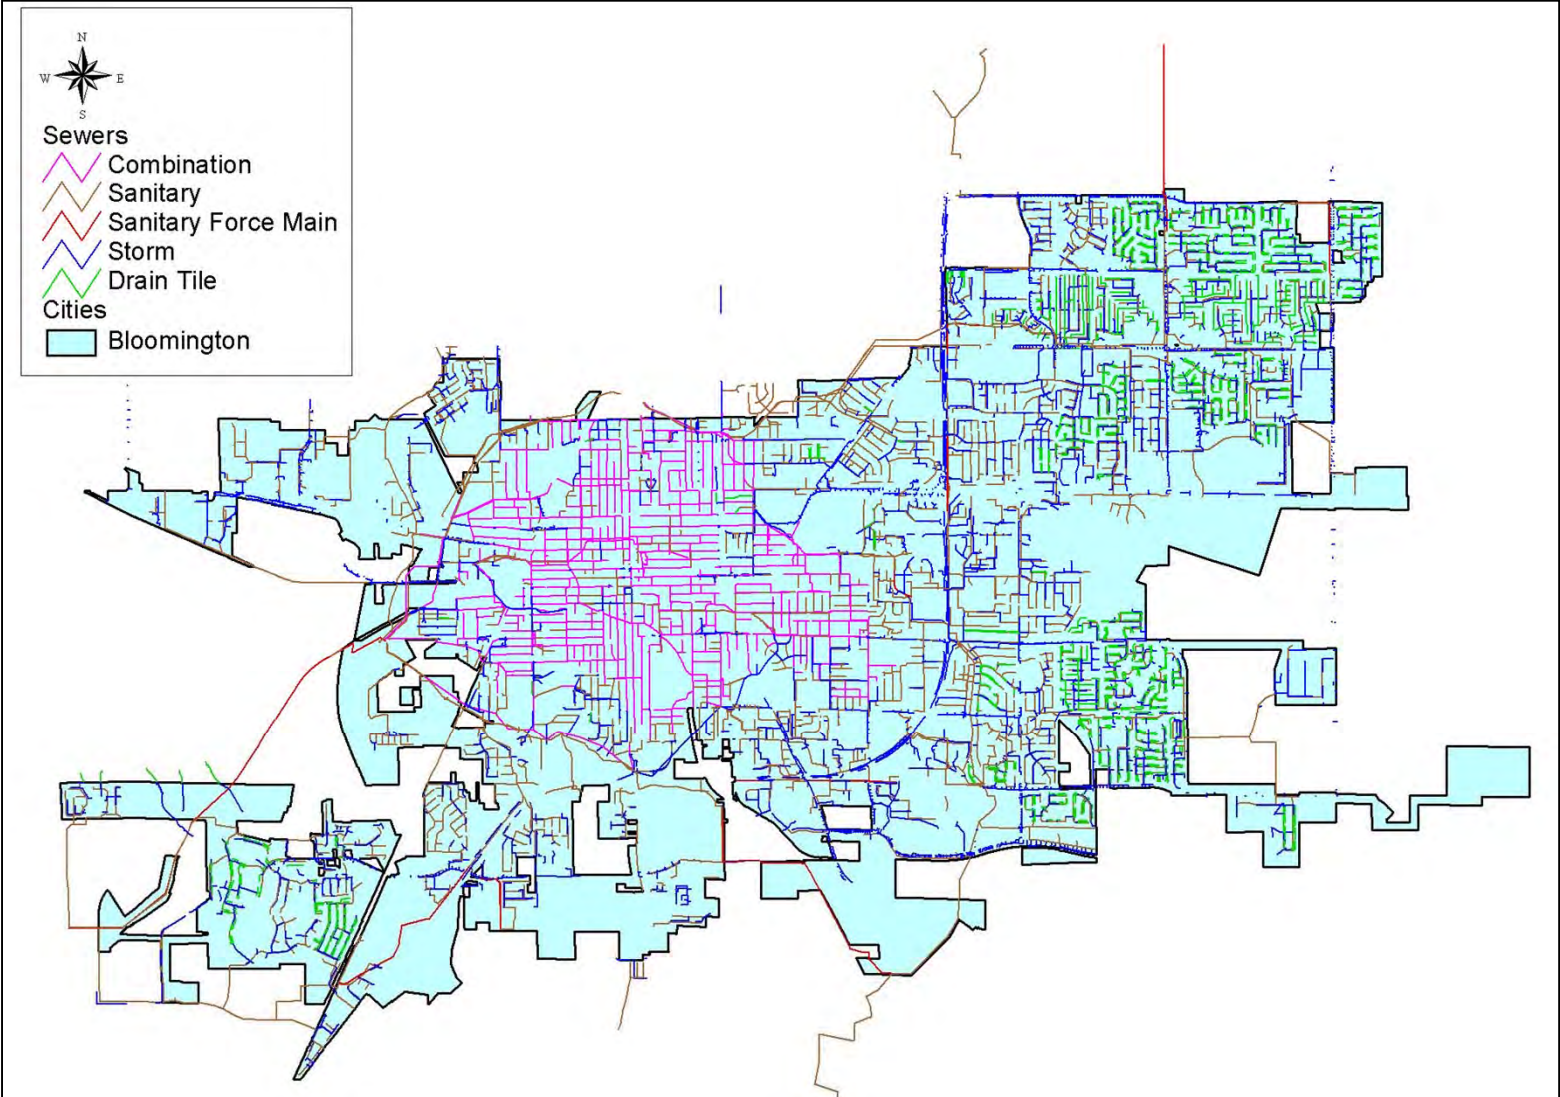 N
W E
S
Sewers
Combination
Sanitary
Sanitary Force Main
Storm
Drain Tile
Cities
Bloomington